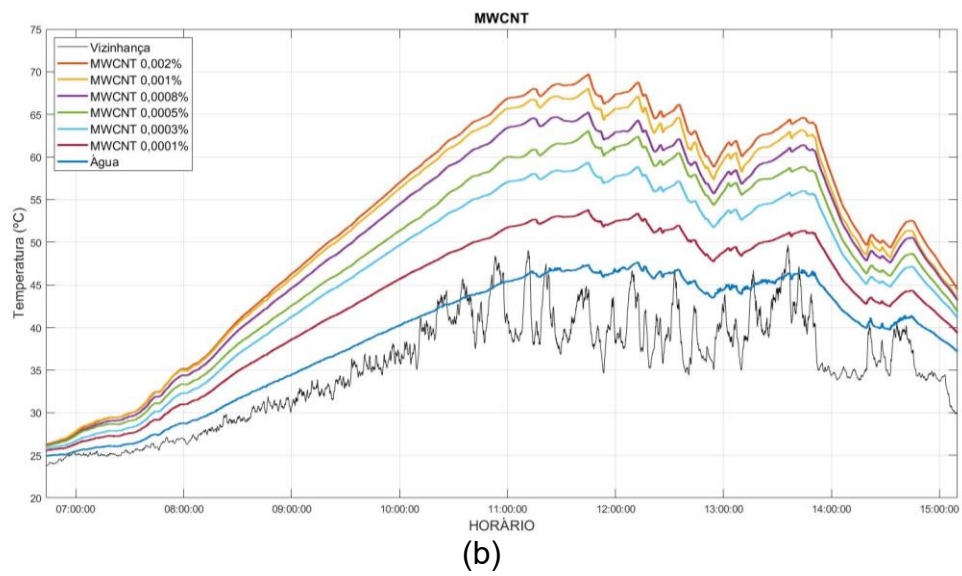 MWCNT
Vizinhança
MWCNT 0,002%
MWCNT 0,001%
MWCNT 0,0008%
MWCNT 0,0005%
MWCNT 0,0003%
MWCNT 0,0001%
Àgua
Temperatura (ºC)
75
70
65
60
55
50
45
40
35
30
25
20
07:00:00 08:00:00 09:00:00 10:00:00 11:00:00 12:00:00 13:00:00 14:00:00 15:00:00
HORÀRIO
(b)